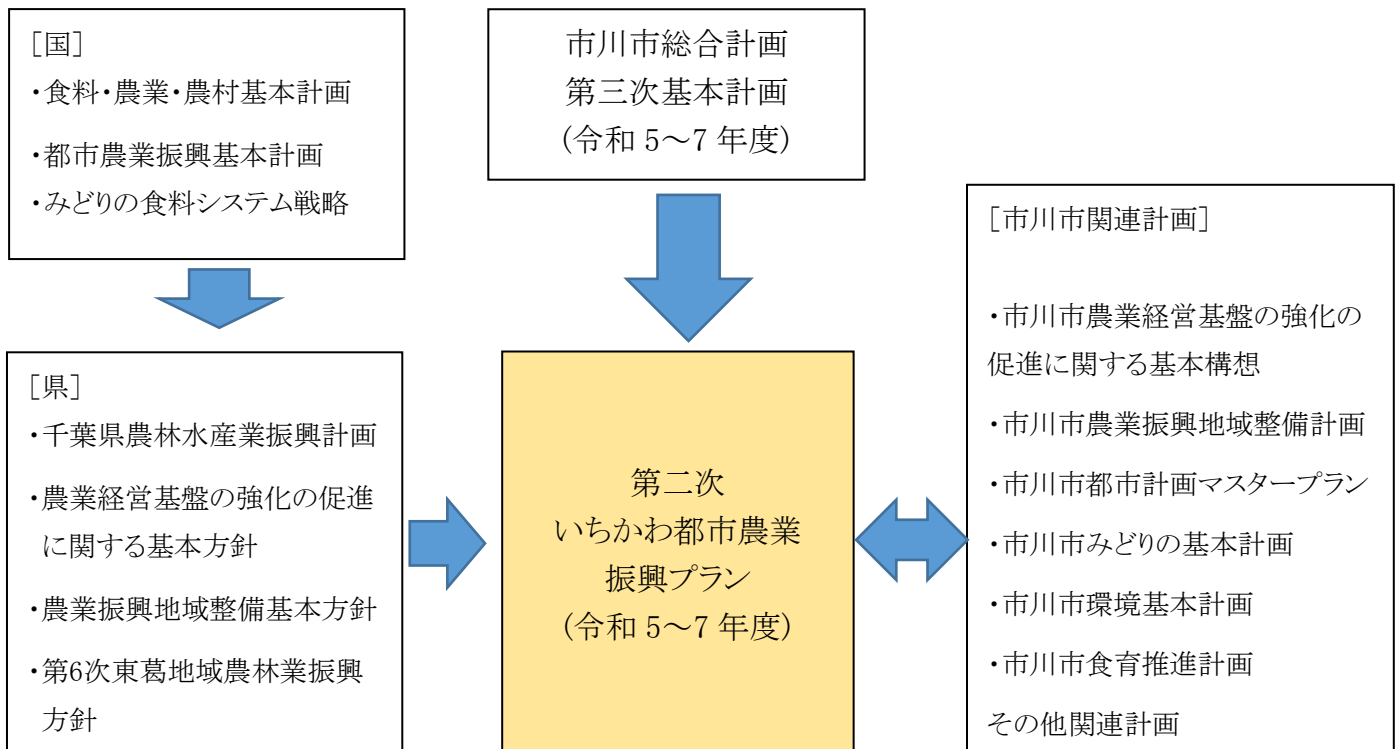 ［国］
・食料・農業・農村基本計画
・都市農業振興基本計画
・みどりの食料システム戦略
市川市総合計画
第三次基本計画
(令和 5～7 年度)
［県］
・千葉県農林水産業振興計画
・農業経営基盤の強化の促進
に関する基本方針
・農業振興地域整備基本方針
・第6次東葛地域農林業振興
方針
第二次
いちかわ都市農業
振興プラン
(令和 5～7 年度)
［市川市関連計画］
・市川市農業経営基盤の強化の
促進に関する基本構想
・市川市農業振興地域整備計画
・市川市都市計画マスタープラン
・市川市みどりの基本計画
・市川市環境基本計画
・市川市食育推進計画
その他関連計画